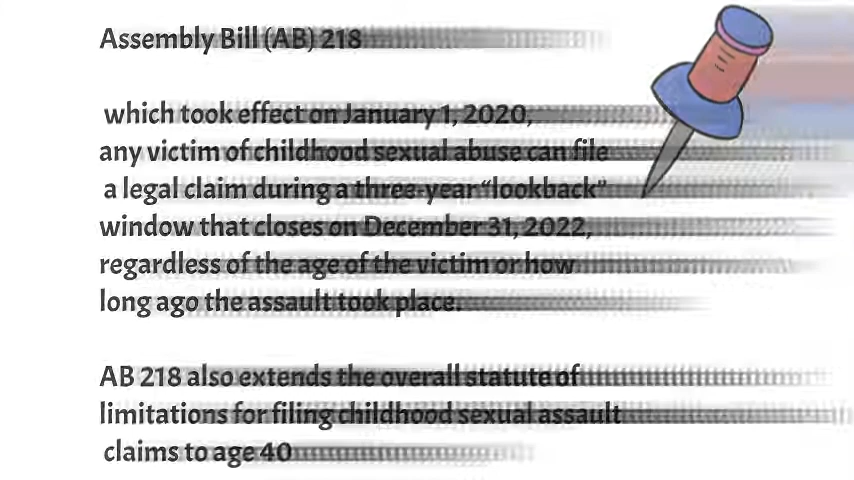 Assembly Bill (AB) 218
which took effect on January 1, 2020,
any victim of childhood sexual abuse can file
a legal claim during a three-year “lookback”
window that closes on December 31, 2022,
regardless of the age of the victim or how
long ago the assault took place.
AB 218 also extends the overall statute of
limitations for filing childhood sexual assault
claims to age 40